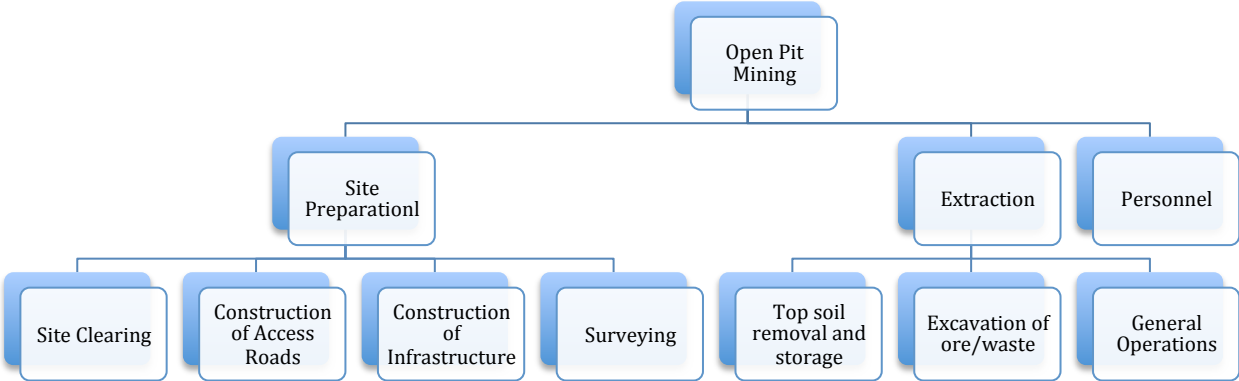 Open Pit
Mining
Site
Preparationl
Extraction
Personnel
Site Clearing
Construction
of Access
Roads
Construction
of
Infrastructure
Surveying
Top soil
removal and
storage
Excavation of
ore/waste
General
Operations